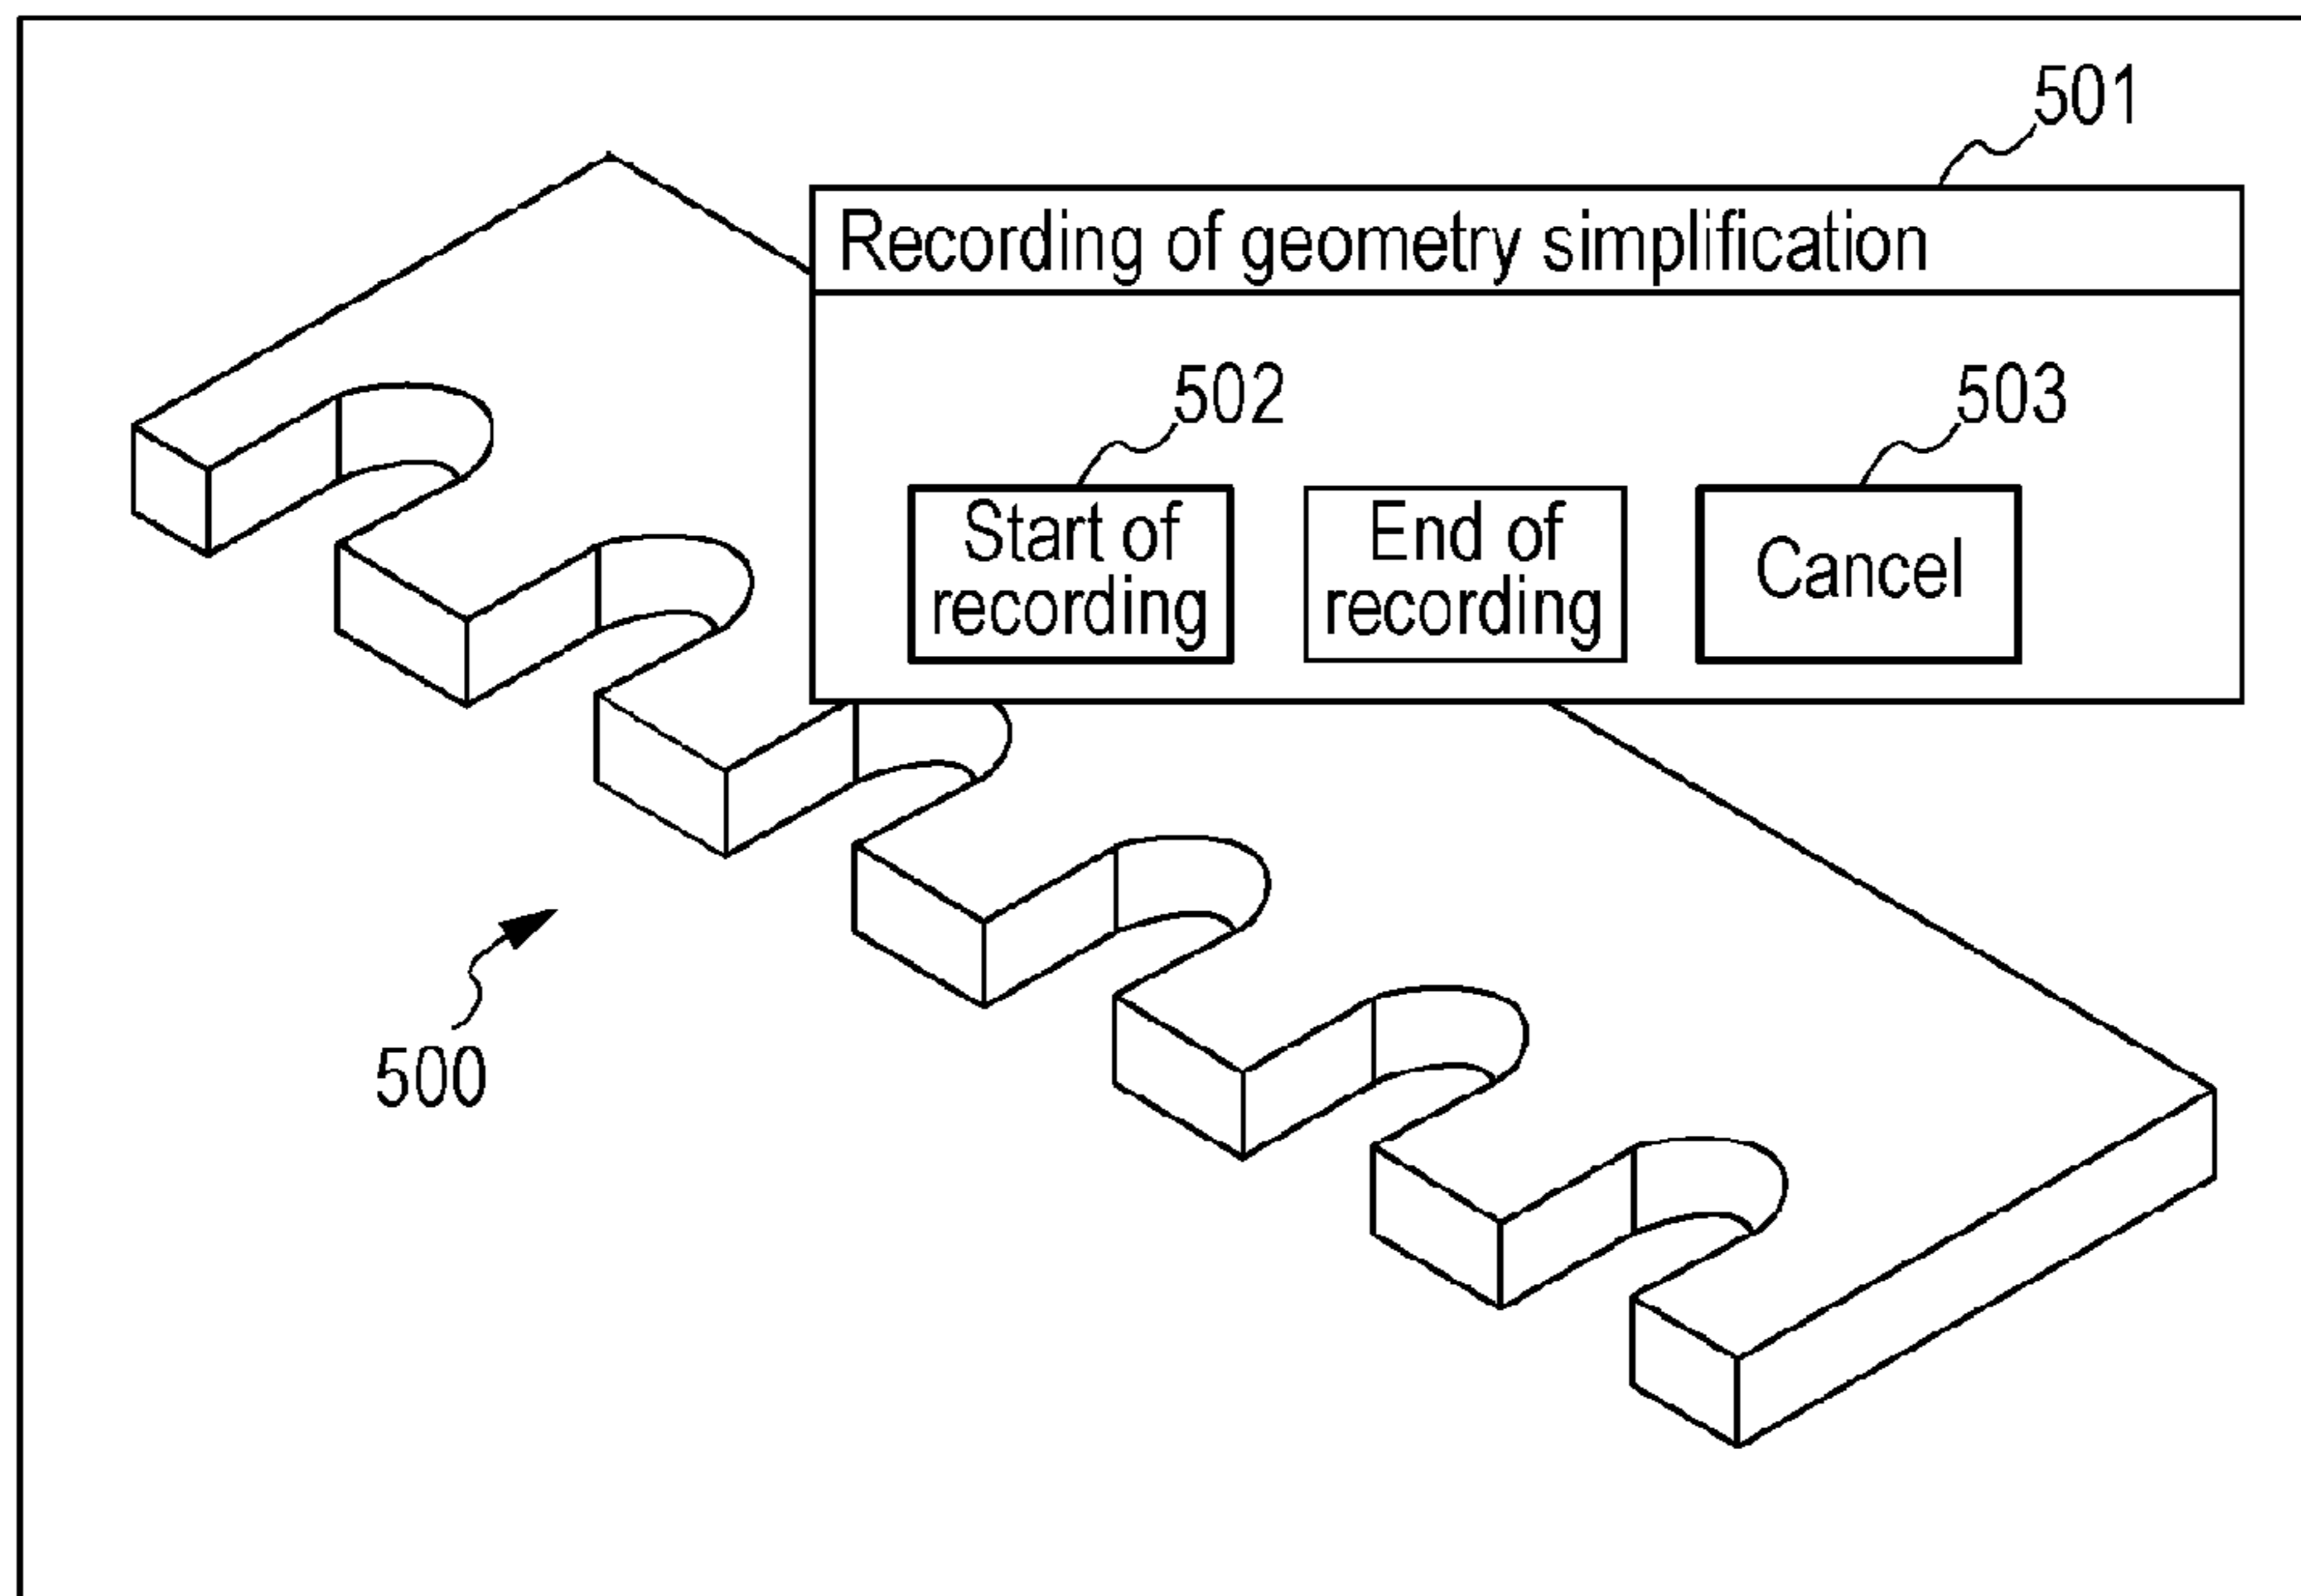 501
Recording of geometry simplification
502
503
Start of
recording
End of
recording
Cancel
500